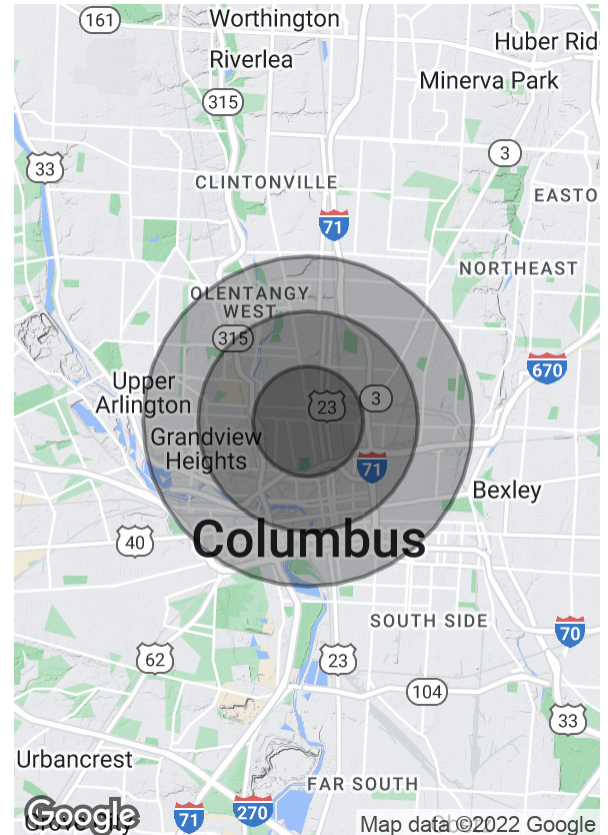 161
Worthington
Riverlea
Huber Rid
Minerva Park
315
3
33
CLINTONVILLE
EASTO
71
NORTHEAST
OLENTANGY
WEST
315
670
Upper
Arlington
3
23
Grandview
Heights
71
Bexley
Columbus
40
SOUTH SIDE
70
62
23
104
33
Urbancrest
FAR SOUTH
Grove City
Google
71
270
Map data ©2022 Google